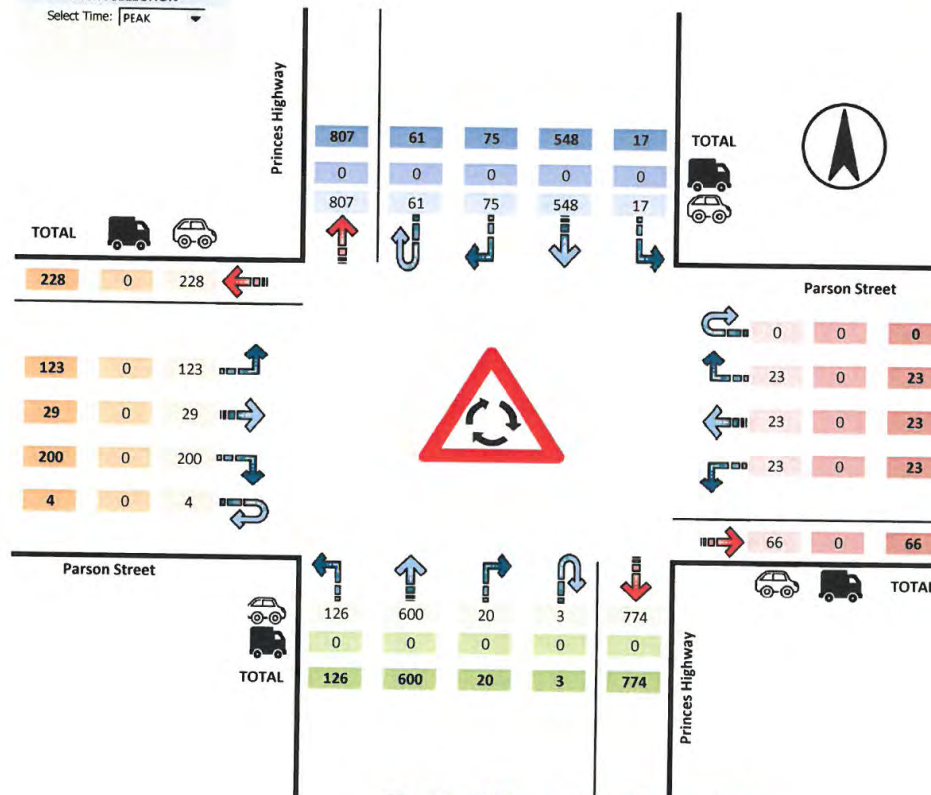 Select Time: PEAK
Princes Highway
807 61 75 548 17 TOTAL
0 0 0 0 0
807 61 75 548 17
TOTAL
228 0 228
Parson Street
0 0 0
123 0 123
23 0 23
29 0 29
23 0 23
200 0 200
23 0 23
4 0 4
66 0 66
Parson Street
TOTAL
126 600 20 3 774
0 0 0 0 0
TOTAL 126 600 20 3 774
Princes Highway